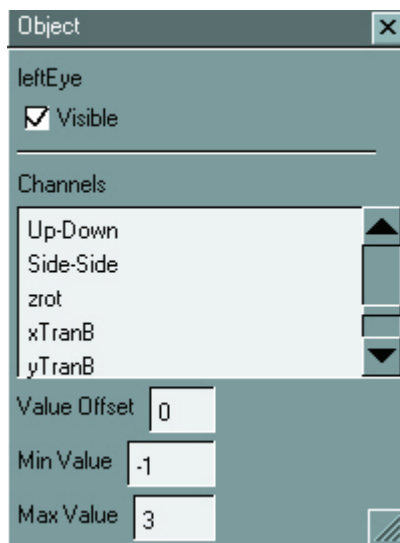 Object
leftEye
Visible
Channels
Up-Down
Side-Side
zrot
xTranB
yTranB
Value Offset 0
Min Value -1
Max Value 3